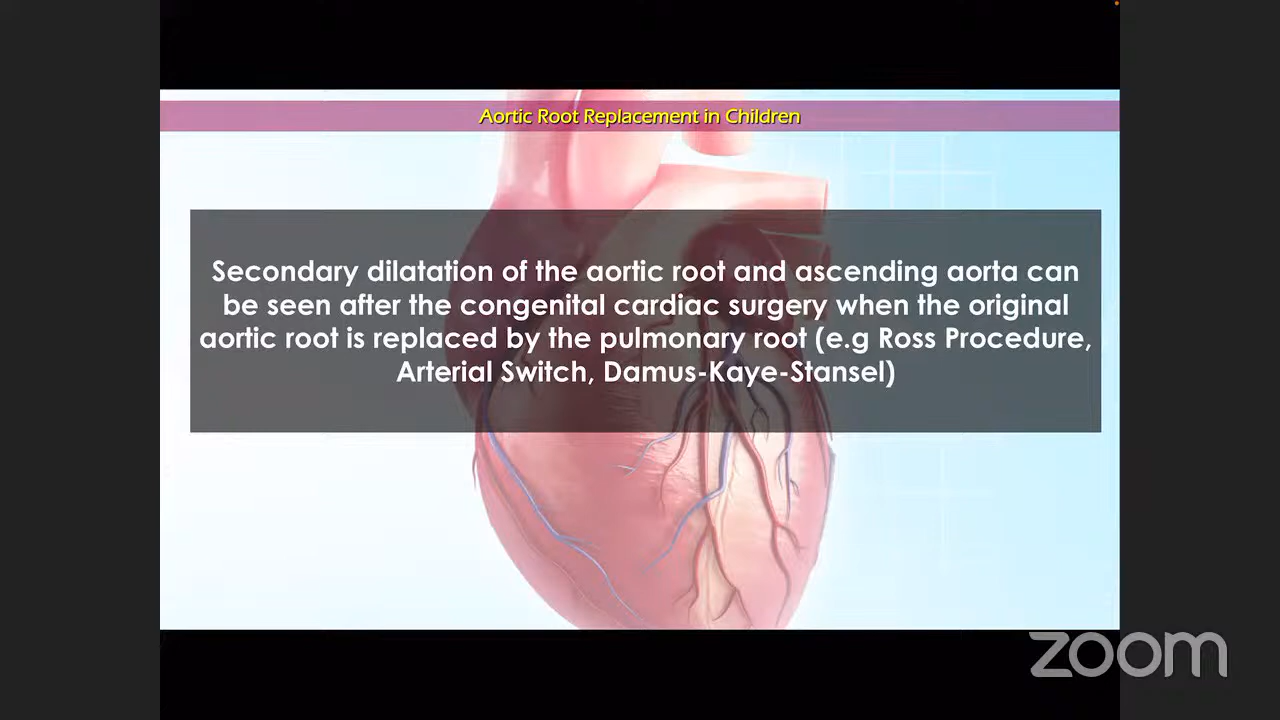 Aortic Root Replacement in Children
Secondary dilatation of the aortic root and ascending aorta can
be seen after the congenital cardiac surgery when the original
aortic root is replaced by the pulmonary root (e.g Ross Procedure,
Arterial Switch, Damus-Kaye-Stansel)
zoom